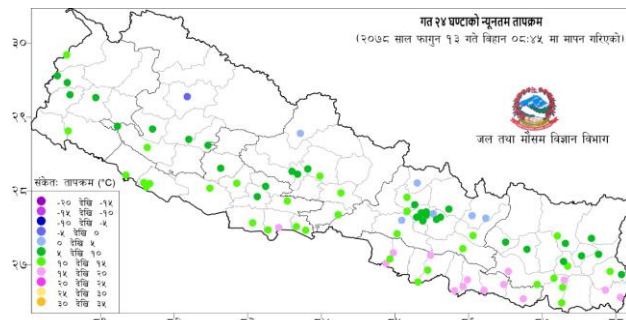 गत २४ घण्टाको न्यूनतम तापक्रम
(२०७८ साल फागुन १३ गते बिहान ०८:४५ मा मापन गरिएको)
जल तथा मौसम विज्ञान विभाग
३०
२९
२८
२७
संकेत: तापक्रम (°C)
-२० देखि -१५
-१५ देखि -१०
-१० देखि -५
-५ देखि ०
० देखि ५
५ देखि १०
१० देखि १५
१५ देखि २०
२० देखि २५
२५ देखि ३०
३० देखि ३५